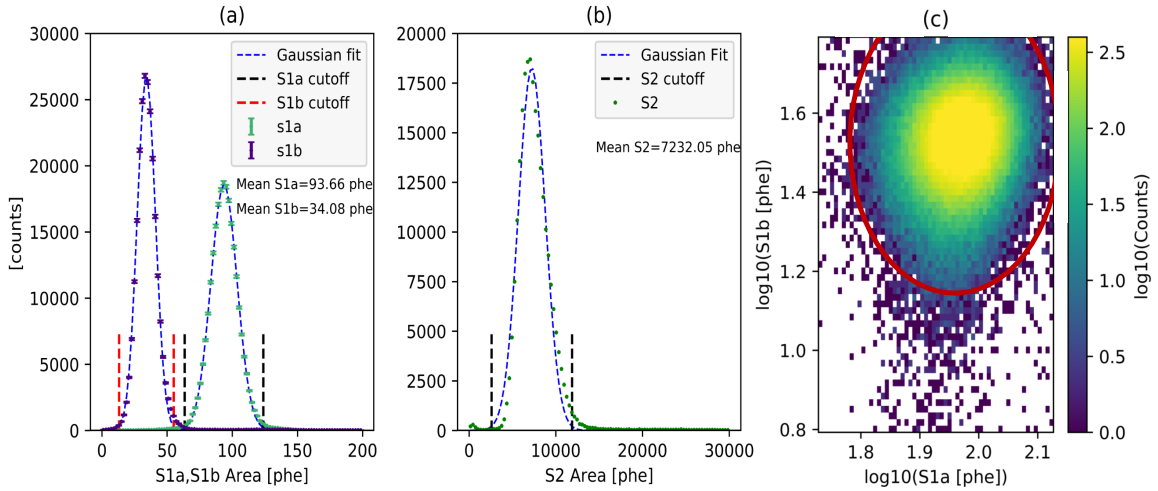 (a)
30000
25000
20000
15000
10000
5000
0
[counts]
0
50
100
150
200
S1a,S1b Area [phe]
Gaussian fit
S1a cutoff
S1b cutoff
s1a
s1b
Mean S1a=93.66 phe
Mean S1b=34.08 phe
(b)
20000
17500
15000
12500
10000
7500
5000
2500
0
0
10000
20000
30000
S2 Area [phe]
Gaussian Fit
S2 cutoff
S2
Mean S2=7232.05 phe
(c)
1.6
1.4
1.2
1.0
0.8
log10(S1b [phe])
1.8
1.9
2.0
2.1
log10(S1a [phe])
2.5
2.0
1.5
1.0
0.5
0.0
log10(Counts)